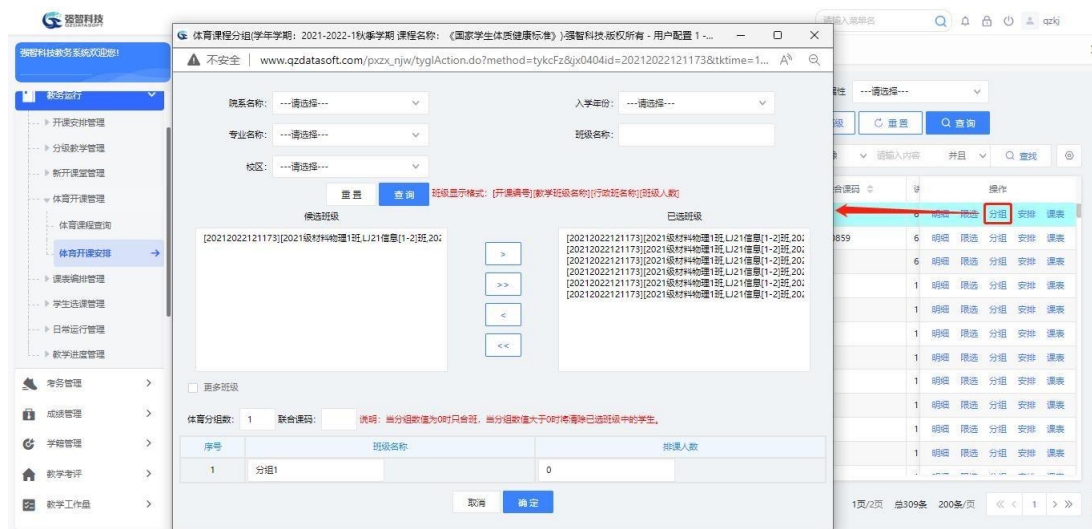 强智科技
QZDATASOFT
请输入菜单名
qzkj
强智科技教务系统欢迎您!
教务运行
开课安排管理
分级教学管理
新开课堂管理
体育开课管理
体育课程查询
体育开课安排
课表编排管理
学生选课管理
日常运行管理
教学进度管理
考务管理
成绩管理
学籍管理
教学考评
教学工作量
体育课程分组(学年学期: 2021-2022-1秋季学期 课程名称: 《国家学生体质健康标准》)-强智科技.版权所有 - 用户配置 1 -...
不安全 www.qzdatasoft.com/pxzx_njw/tyglAction.do?method=tykcFz&jx0404id=20212022121173&tktime=1...
院系名称: ---请选择---
入学年份: ---请选择---
专业名称: ---请选择---
班级名称:
校区: ---请选择---
重置 查询 班级显示格式: [开课编号][教学班级名称][行政班名称][班级人数]
候选班级 已选班级
[20212022121173][2021级材料物理1班,LJ21信息[1-2]班,202
[20212022121173][2021级材料物理1班,LJ21信息[1-2]班,202
[20212022121173][2021级材料物理1班,LJ21信息[1-2]班,202
[20212022121173][2021级材料物理1班,LJ21信息[1-2]班,202
[20212022121173][2021级材料物理1班,LJ21信息[1-2]班,202
[20212022121173][2021级材料物理1班,LJ21信息[1-2]班,202
[20212022121173][2021级材料物理1班,LJ21信息[1-2]班,202
>
>>
<
<<
更多班级
体育分组数: 1 联合课码: 说明: 当分组数值为0时只合班, 当分组数值大于0时将清除已选班级中的学生。
序号 班级名称 排课人数
1 分组1 0
取消 确定
属性 ---请选择---
重置 查询
请输入内容 并且 查找
合课码 操作
6 明细 限选 分组 安排 课表
0859 6 明细 限选 分组 安排 课表
6 明细 限选 分组 安排 课表
1 明细 限选 分组 安排 课表
1 明细 限选 分组 安排 课表
1 明细 限选 分组 安排 课表
1 明细 限选 分组 安排 课表
1 明细 限选 分组 安排 课表
1 明细 限选 分组 安排 课表
1 明细 限选 分组 安排 课表
1 明细 限选 分组 安排 课表
1页/2页 总309条 200条/页 1